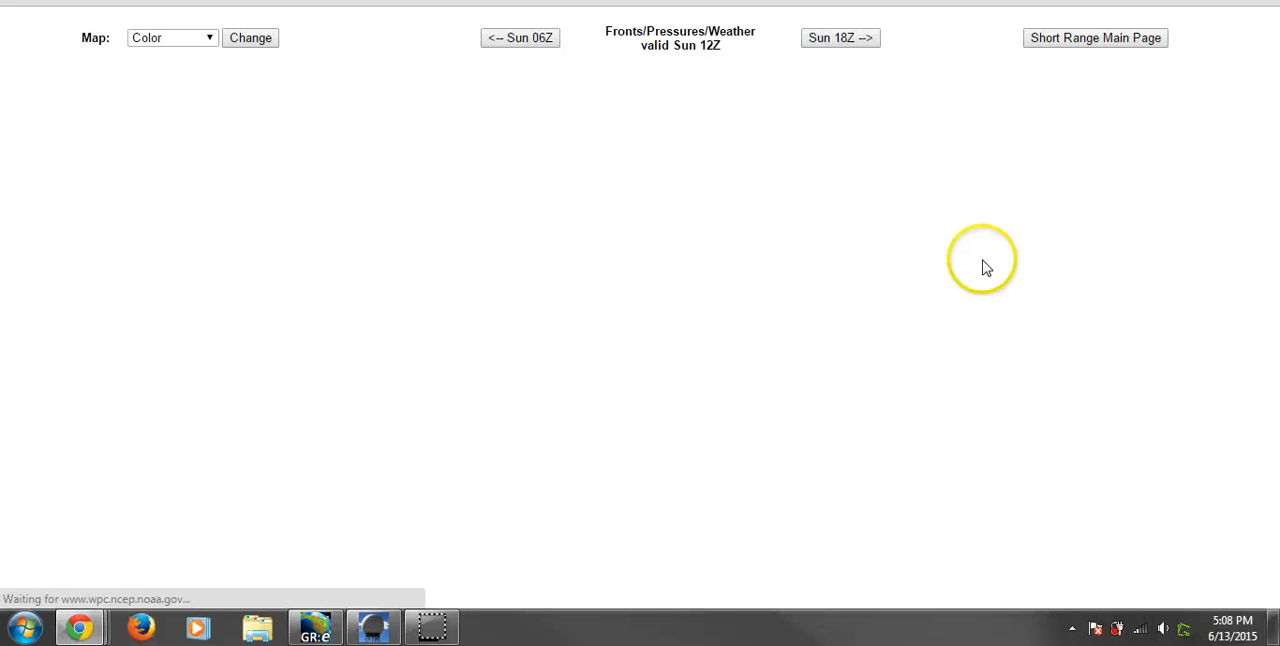 Map: Color Change <-- Sun 06Z Fronts/Pressures/Weather Sun 18Z --> Short Range Main Page
valid Sun 12Z
Waiting for www.wpc.ncep.noaa.gov...
GR:e
5:08 PM
6/13/2015